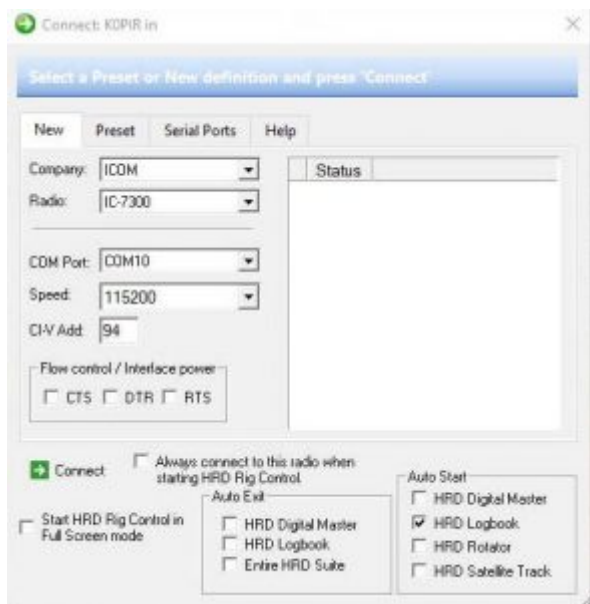 Connect: K0PIR in
Select a Preset or New definition and press 'Connect'
New Preset Serial Ports Help
Company: ICOM
Status
Radio: IC-7300
COM Port: COM10
Speed: 115200
CI-V Add: 94
Flow control / Interface power
CTS DTR RTS
Connect
Always connect to this radio when
starting HRD Rig Control.
Start HRD Rig Control in
Full Screen mode
Auto Exit
HRD Digital Master
HRD Logbook
Entire HRD Suite
Auto Start
HRD Digital Master
HRD Logbook
HRD Rotator
HRD Satellite Track